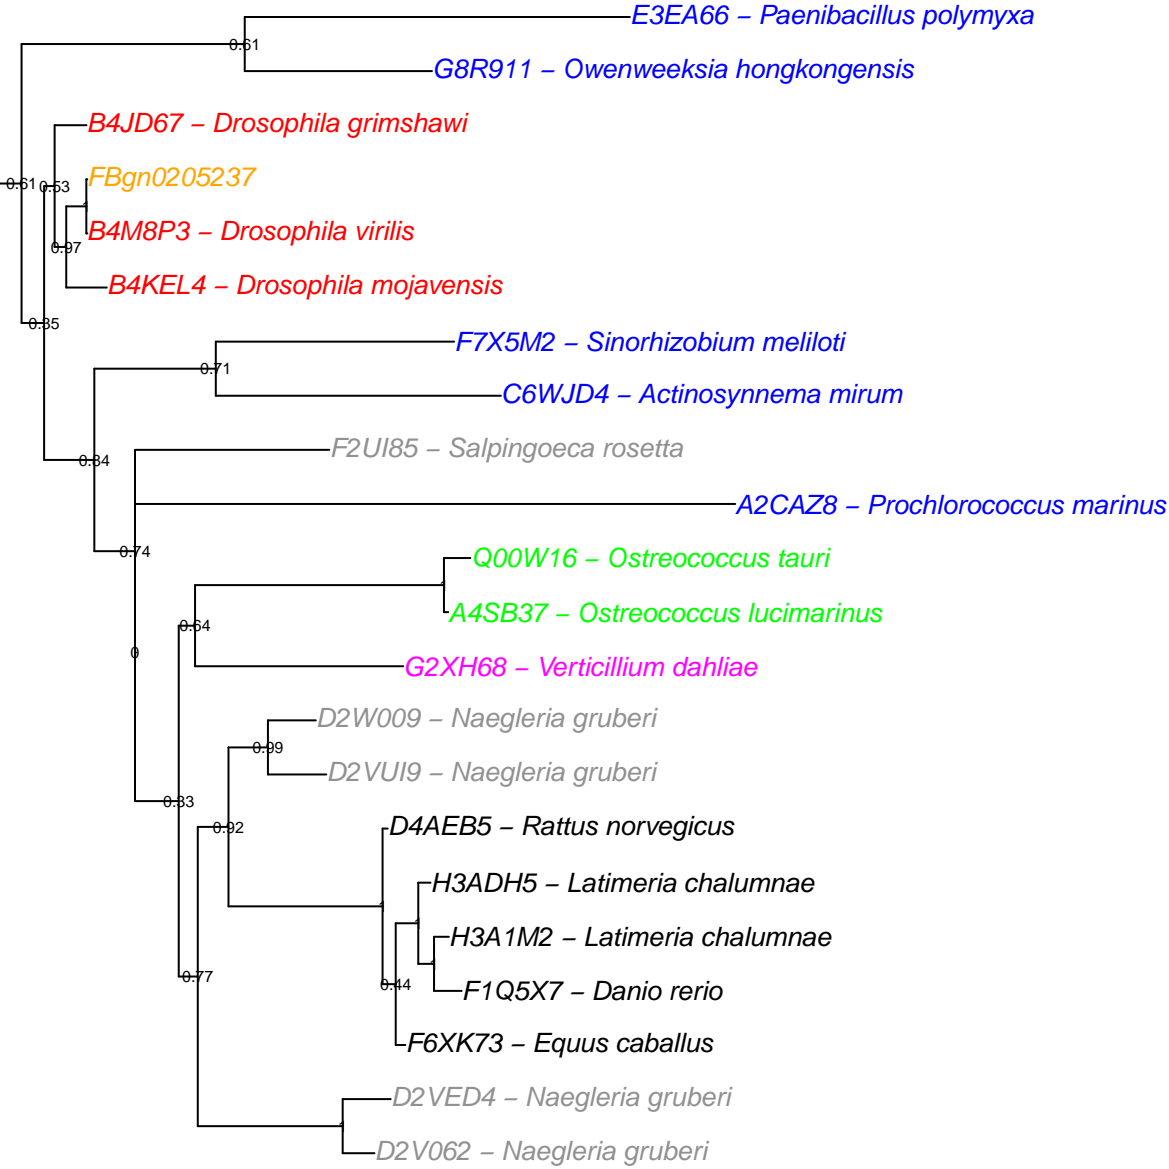 E3EA66 – Paenibacillus polymyxa
0.61
G8R911 – Owenweeksia hongkongensis
B4JD67 – Drosophila grimshawi
FBgn0205237
0.61
0.53
1
B4M8P3 – Drosophila virilis
0.97
B4KEL4 – Drosophila mojavensis
0.35
F7X5M2 – Sinorhizobium meliloti
0.71
C6WJD4 – Actinosynnema mirum
F2UI85 – Salpingoeca rosetta
0.84
A2CAZ8 – Prochlorococcus marinus
0.74
Q00W16 – Ostreococcus tauri
1
A4SB37 – Ostreococcus lucimarinus
0.64
0
G2XH68 – Verticillium dahliae
D2W009 – Naegleria gruberi
0.99
D2VUI9 – Naegleria gruberi
0.33
0.92
D4AEB5 – Rattus norvegicus
H3ADH5 – Latimeria chalumnae
1
1
H3A1M2 – Latimeria chalumnae
1
0.77
0.44
F1Q5X7 – Danio rerio
F6XK73 – Equus caballus
D2VED4 – Naegleria gruberi
1
D2V062 – Naegleria gruberi